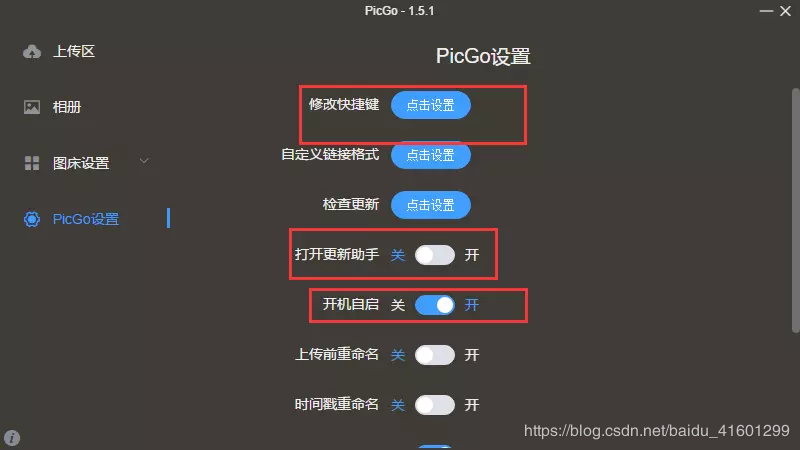 PicGo - 1.5.1
上传区
相册
图床设置
PicGo设置
PicGo设置
修改快捷键 点击设置
自定义链接格式 点击设置
检查更新 点击设置
打开更新助手 关 开
开机自启 关 开
上传前重命名 关 开
时间戳重命名 关 开
https://blog.csdn.net/baidu_41601299